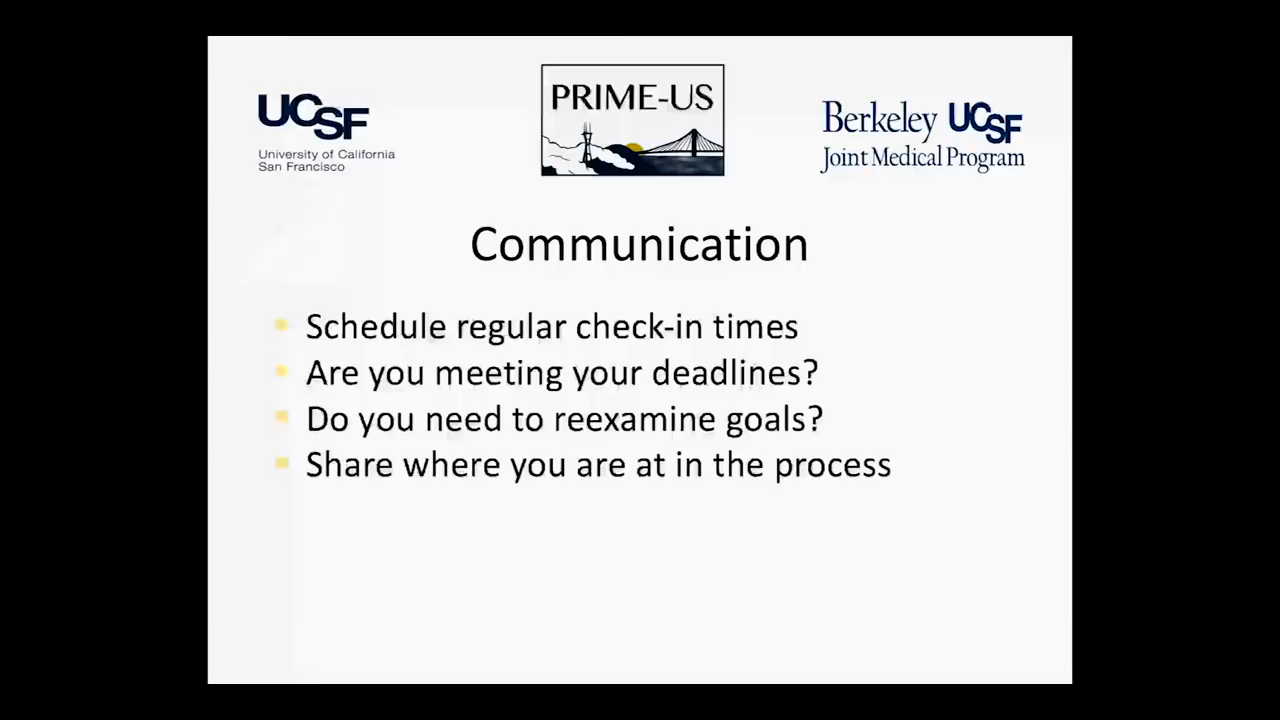 UCSF
University of California
San Francisco
PRIME-US
Berkeley UCSF
Joint Medical Program
Communication
Schedule regular check-in times
Are you meeting your deadlines?
Do you need to reexamine goals?
Share where you are at in the process